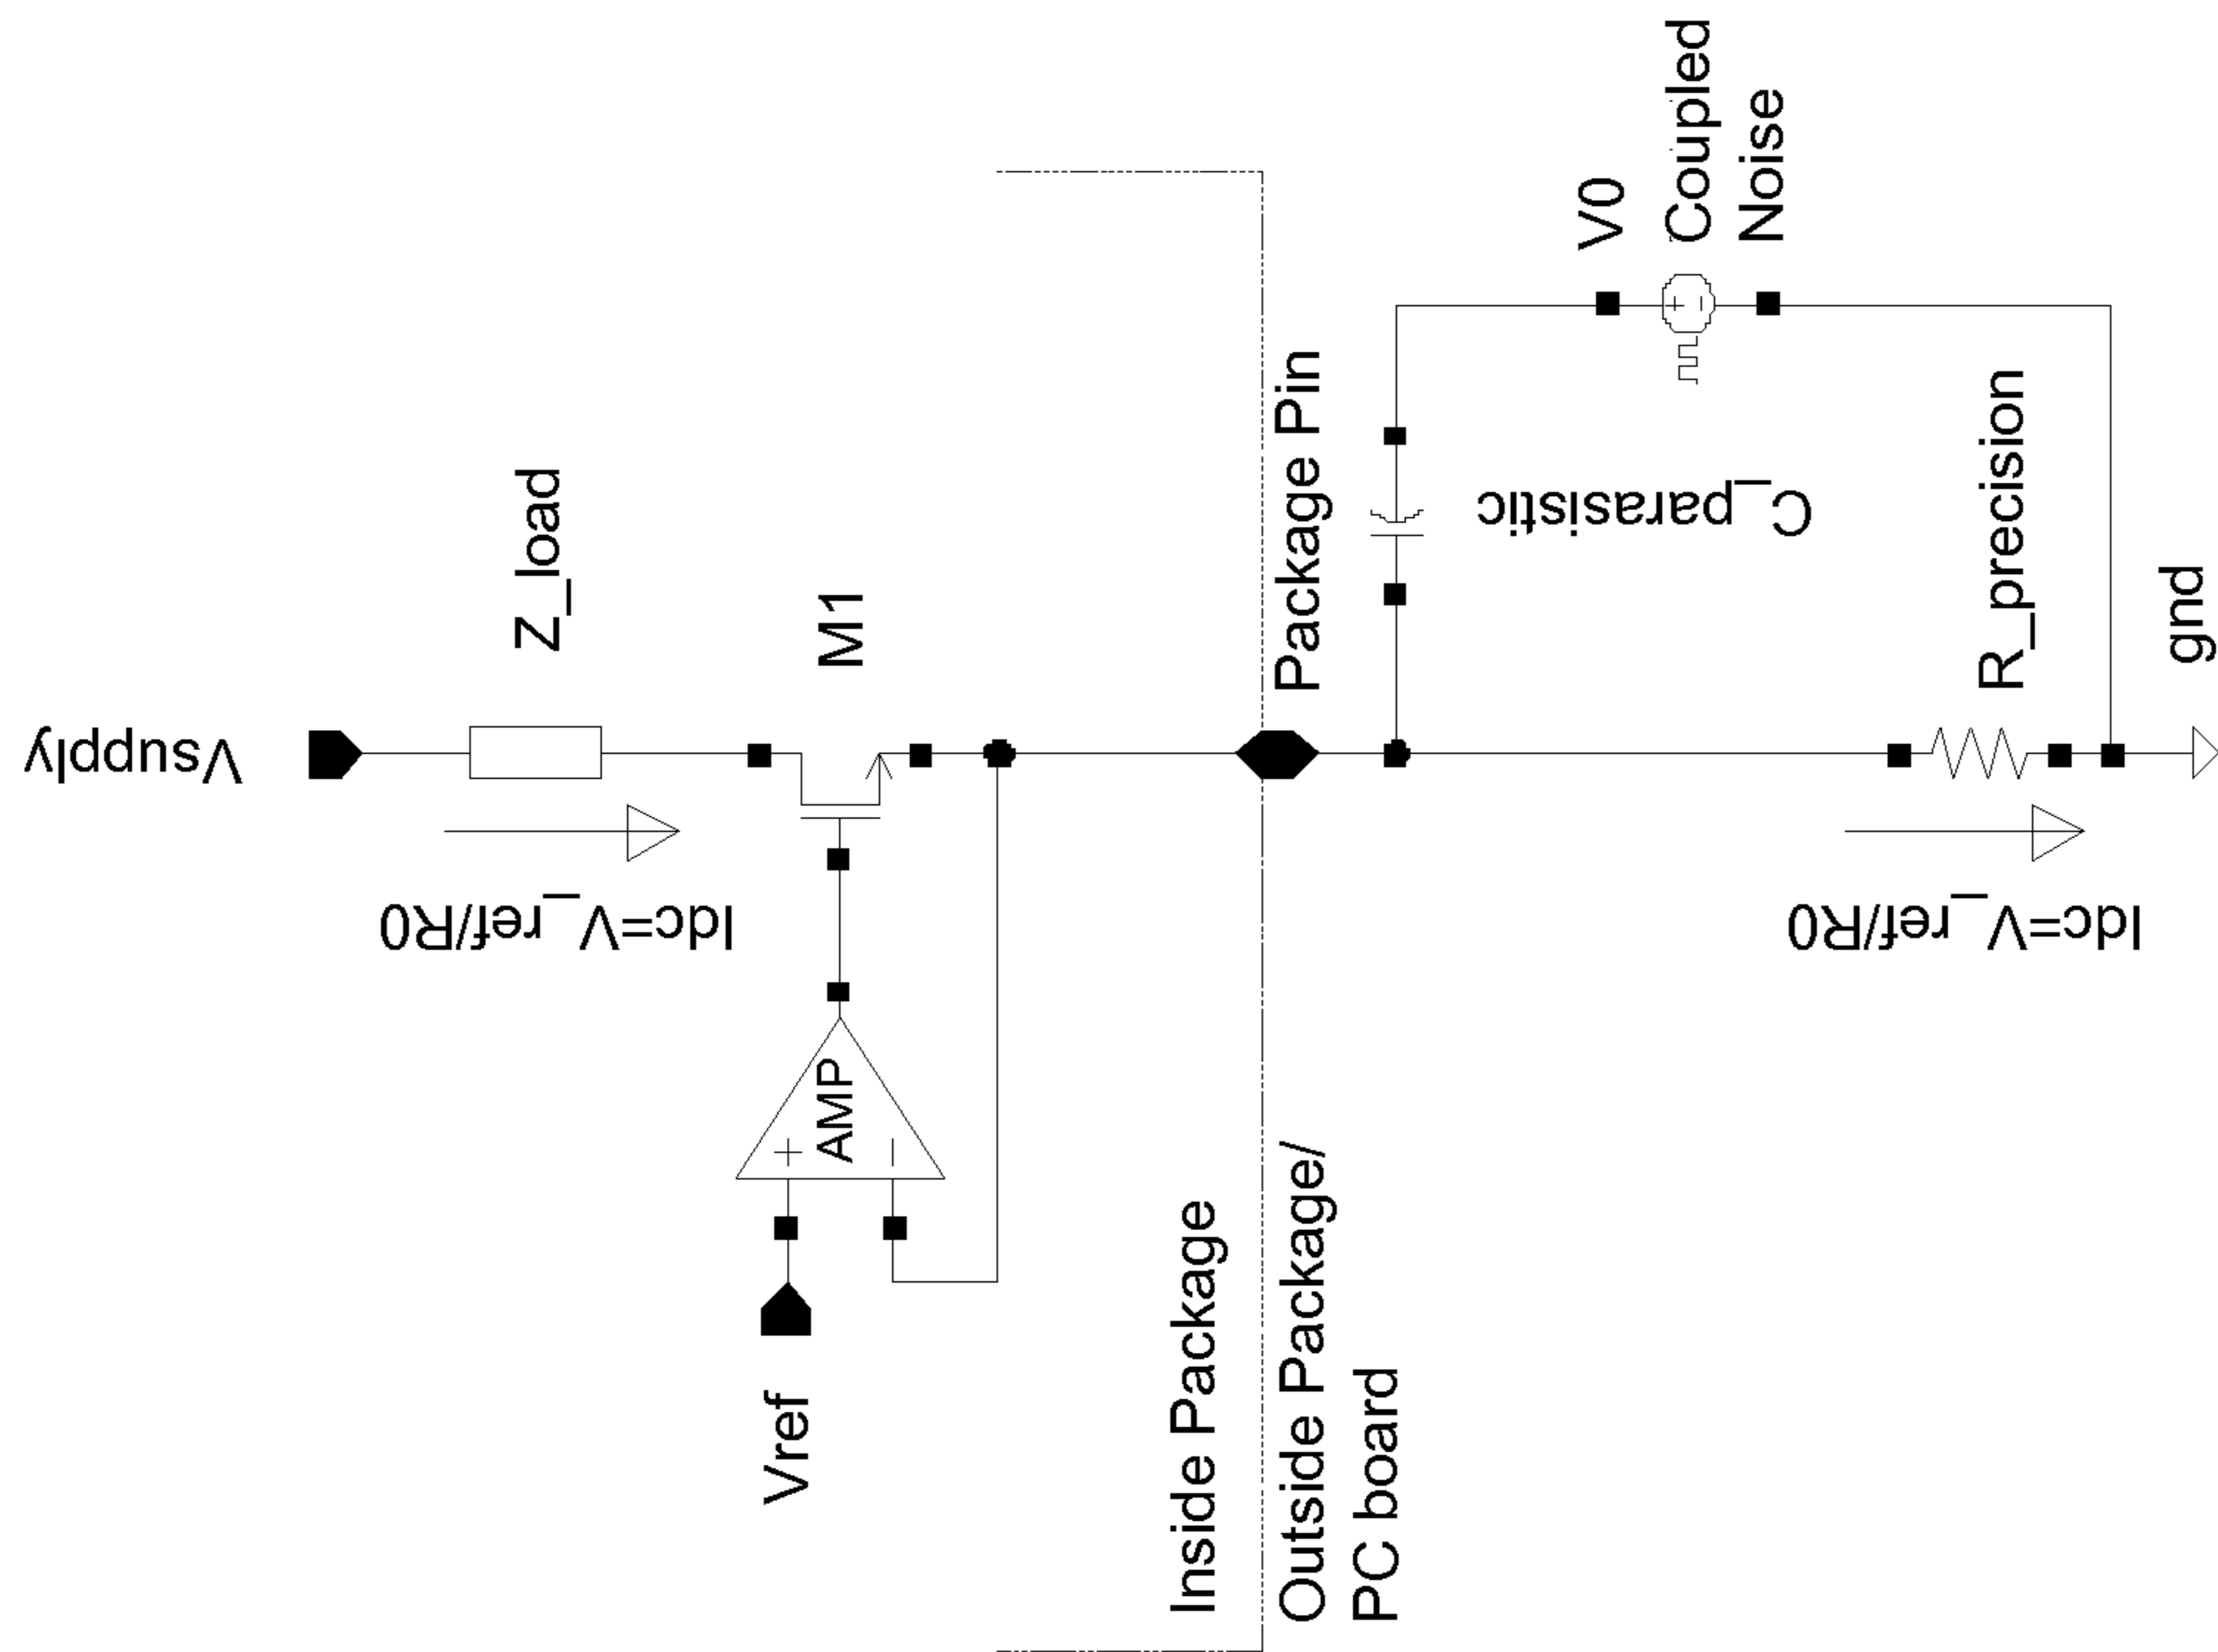 Vsupply
Z_load
Idc=V_ref/R0
M1
AMP
+
−
Vref
Inside Package
Outside Package/
PC board
Package Pin
C_parasistic
V0
Coupled
Noise
+
−
R_precision
Idc=V_ref/R0
gnd